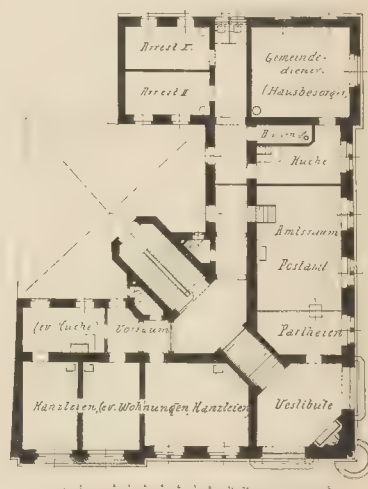 Arrest I.
Gemeinde-
diener.
(Hausbesorger)
Arrest II
Küche
Amtsraum
Postamt
Partheien
(ev. Küche)
Vorraum
Kanzleien, (ev. Wohnungen, Kanzleien
Vestibule